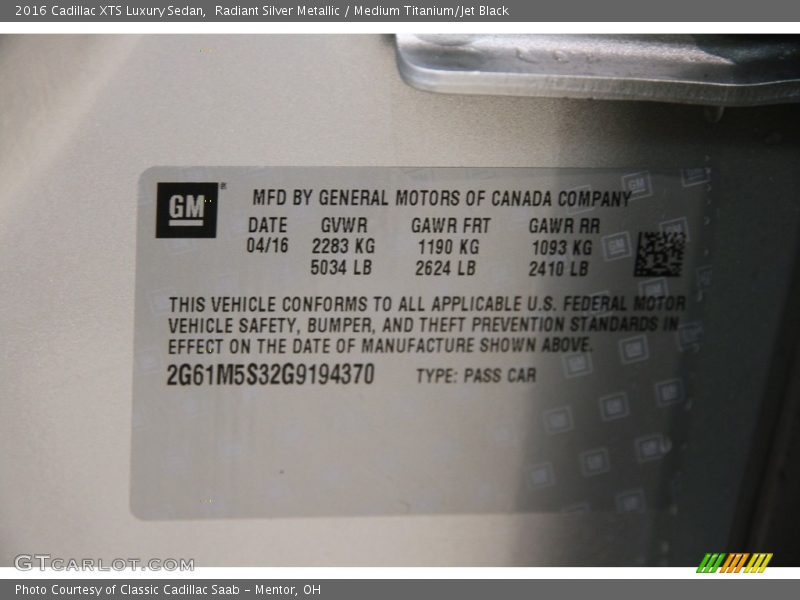 2016 Cadillac XTS Luxury Sedan,  Radiant Silver Metallic / Medium Titanium/Jet Black
GM®
MFD BY GENERAL MOTORS OF CANADA COMPANY
DATE GVWR GAWR FRT GAWR RR
04/16 2283 KG 1190 KG 1093 KG
5034 LB 2624 LB 2410 LB
THIS VEHICLE CONFORMS TO ALL APPLICABLE U.S. FEDERAL MOTOR
VEHICLE SAFETY, BUMPER, AND THEFT PREVENTION STANDARDS IN
EFFECT ON THE DATE OF MANUFACTURE SHOWN ABOVE.
2G61M5S32G9194370 TYPE: PASS CAR
GTCARLOT.COM
Photo Courtesy of Classic Cadillac Saab – Mentor, OH